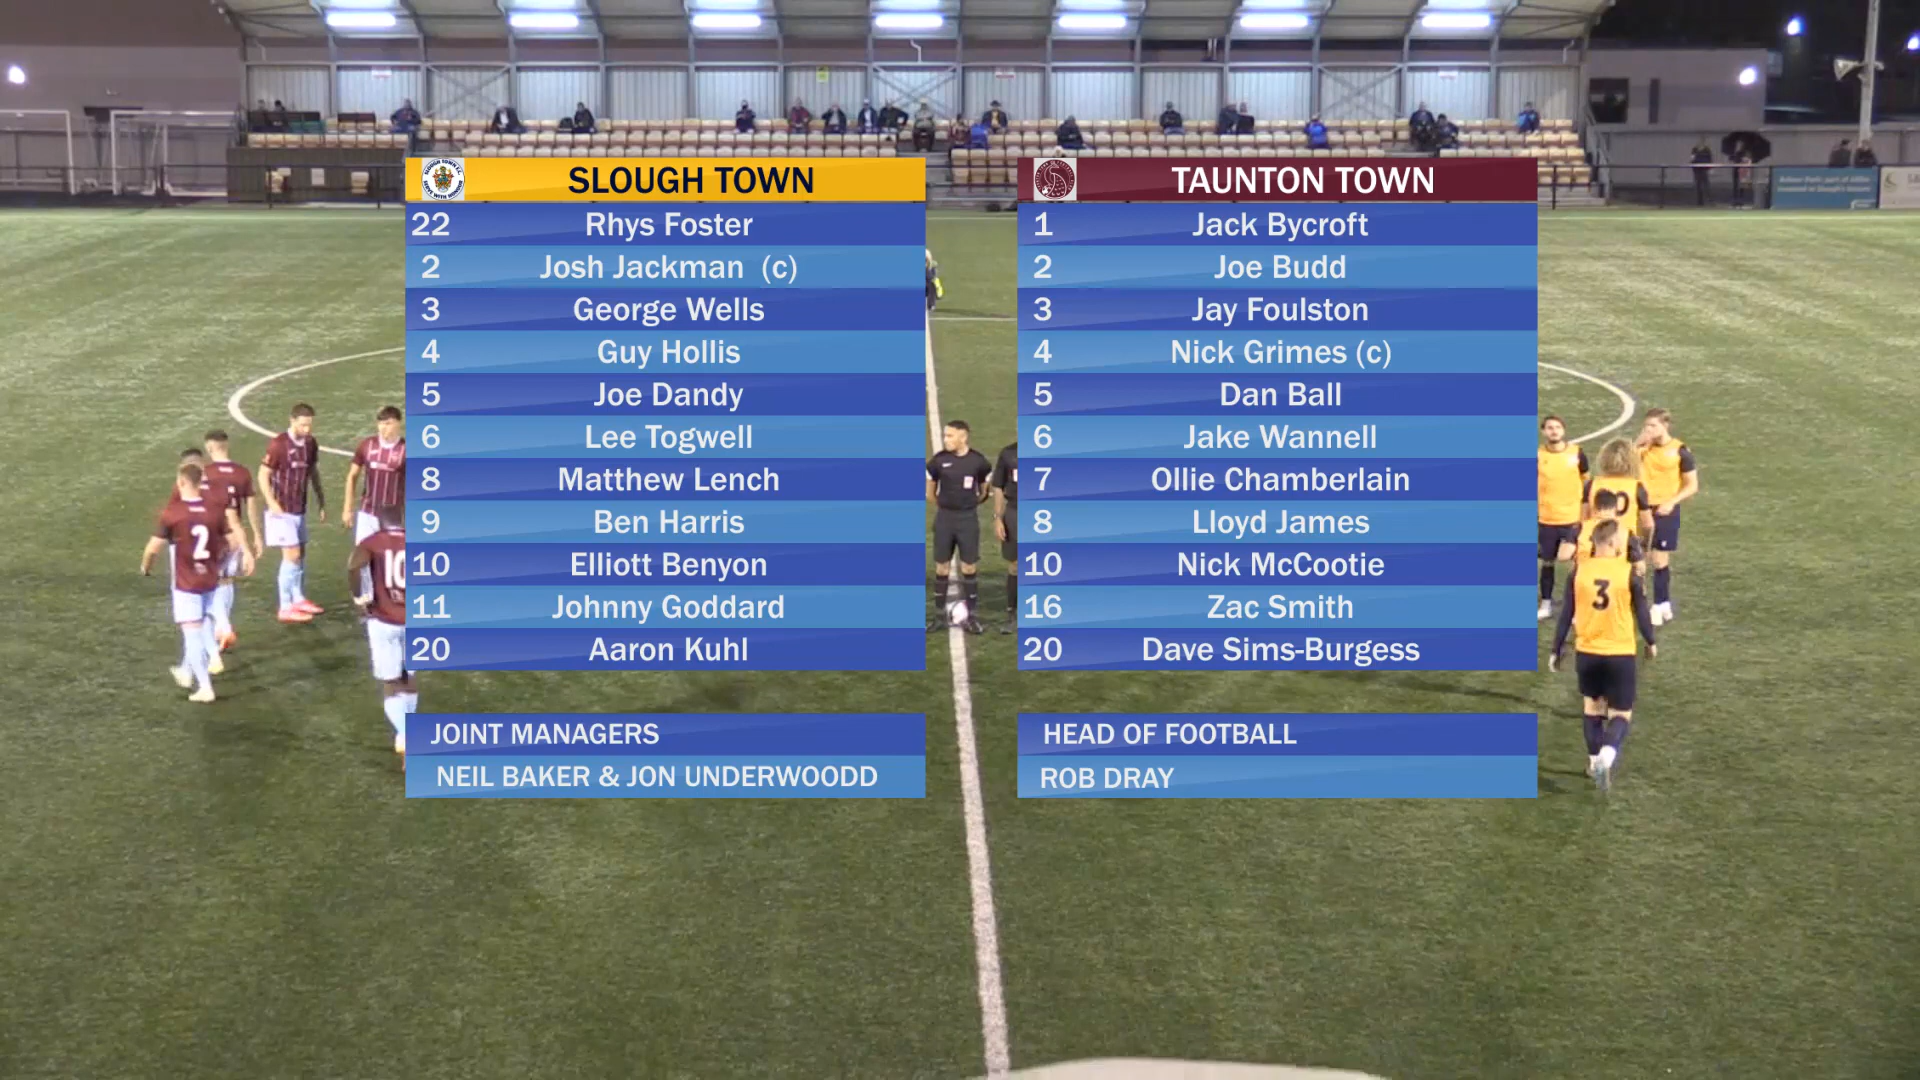 SLOUGH TOWN
22 Rhys Foster
2 Josh Jackman (c)
3 George Wells
4 Guy Hollis
5 Joe Dandy
6 Lee Togwell
8 Matthew Lench
9 Ben Harris
10 Elliott Benyon
11 Johnny Goddard
20 Aaron Kuhl
JOINT MANAGERS
NEIL BAKER & JON UNDERWOODD
TAUNTON TOWN
1 Jack Bycroft
2 Joe Budd
3 Jay Foulston
4 Nick Grimes (c)
5 Dan Ball
6 Jake Wannell
7 Ollie Chamberlain
8 Lloyd James
10 Nick McCootie
16 Zac Smith
20 Dave Sims-Burgess
HEAD OF FOOTBALL
ROB DRAY
2
10
3